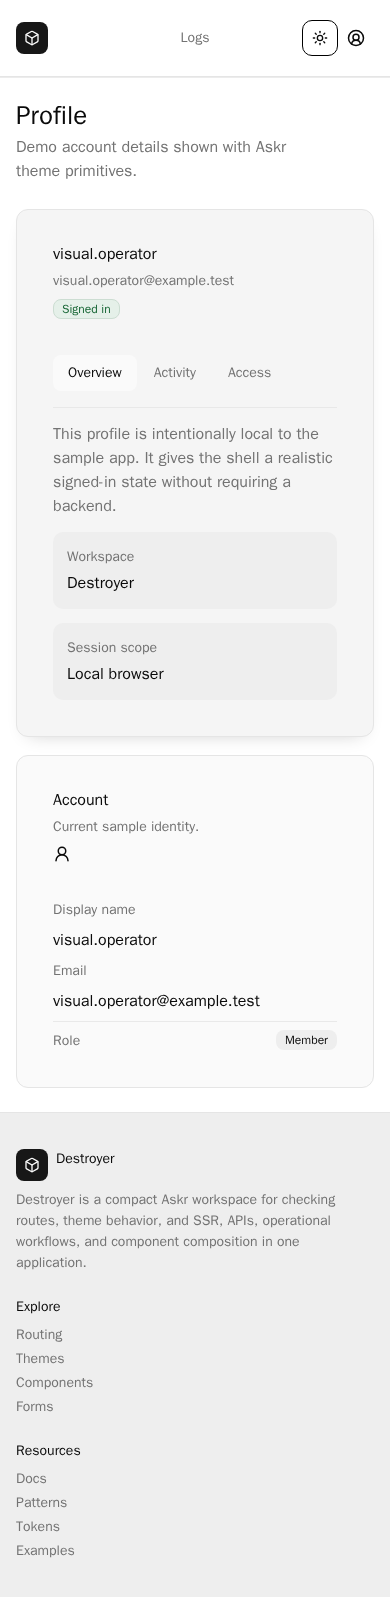 Logs
Profile
Demo account details shown with Askr
theme primitives.
visual.operator
visual.operator@example.test
Signed in
Overview Activity Access
This profile is intentionally local to the
sample app. It gives the shell a realistic
signed-in state without requiring a
backend.
Workspace
Destroyer
Session scope
Local browser
Account
Current sample identity.
Display name
visual.operator
Email
visual.operator@example.test
Role Member
Destroyer
Destroyer is a compact Askr workspace for checking
routes, theme behavior, and SSR, APIs, operational
workflows, and component composition in one
application.
Explore
Routing
Themes
Components
Forms
Resources
Docs
Patterns
Tokens
Examples